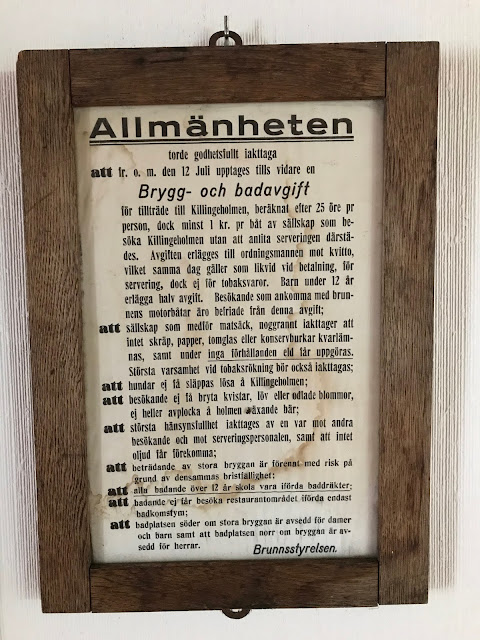 Allmänheten
torde godhetsfullt iakttaga
att fr. o. m. den 12 Juli upptages tills vidare en
Brygg- och badavgift
för tillträde till Killingeholmen, beräknat efter 25 öre pr
person, dock minst 1 kr. pr båt av sällskap som be-
söka Killingeholmen utan att anlita serveringen därstä-
des. Avgiften erlägges till ordningsmannen mot kvitto,
vilket samma dag gäller som likvid vid betalning, för
servering, dock ej för tobaksvaror. Barn under 12 år
erlägga halv avgift. Besökande som ankomma med brun-
nens motorbåtar äro befriade från denna avgift;
att sällskap som medför matsäck, noggrannt iakttager att
intet skräp, papper, tomglas eller konservburkar kvarläm-
nas, samt under inga förhållanden eld får uppgöras.
Största varsamhet vid tobaksrökning bör också iakttagas;
att hundar ej få släppas lösa å Killingeholmen;
att besökande ej få bryta kvistar, löv eller odlade blommor,
ej heller avplocka å holmen växande bär;
att största hänsynsfullhet iakttages av en var mot andra
besökande och mot serveringspersonalen, samt att intet
oljud får förekomma;
att beträdande av stora bryggan är förenat med risk på
grund av densammas bristfällighet;
att alla badande över 12 år skola vara iförda baddräkter;
att badande ej får besöka restaurantområdet iförda endast
badkostym;
att badplatsen söder om stora bryggan är avsedd för damer
och barn samt att badplatsen norr om bryggan är av-
sedd för herrar.
Brunnsstyrelsen.